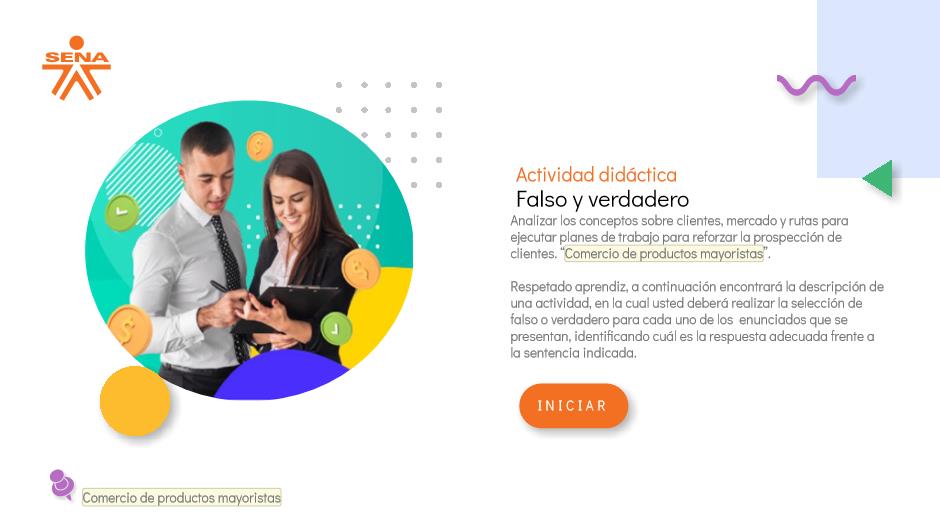 SENA
Actividad didáctica
Falso y verdadero
Analizar los conceptos sobre clientes, mercado y rutas para
ejecutar planes de trabajo para reforzar la prospección de
clientes. “Comercio de productos mayoristas”.
Respetado aprendiz, a continuación encontrará la descripción de
una actividad, en la cual usted deberá realizar la selección de
falso o verdadero para cada uno de los  enunciados que se
presentan, identificando cuál es la respuesta adecuada frente a
la sentencia indicada.
INICIAR
Comercio de productos mayoristas